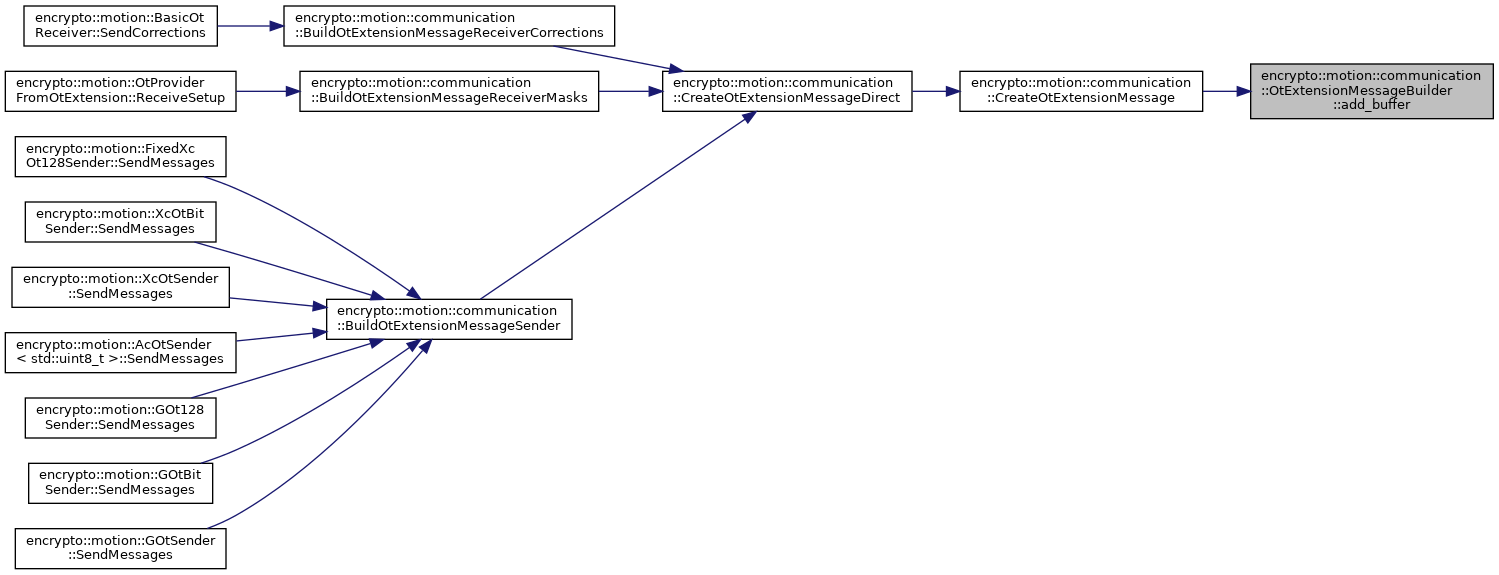 encrypto::motion::BasicOt
Receiver::SendCorrections
encrypto::motion::communication
::BuildOtExtensionMessageReceiverCorrections
encrypto::motion::OtProvider
FromOtExtension::ReceiveSetup
encrypto::motion::communication
::BuildOtExtensionMessageReceiverMasks
encrypto::motion::communication
::CreateOtExtensionMessageDirect
encrypto::motion::communication
::CreateOtExtensionMessage
encrypto::motion::communication
::OtExtensionMessageBuilder
::add_buffer
encrypto::motion::FixedXc
Ot128Sender::SendMessages
encrypto::motion::XcOtBit
Sender::SendMessages
encrypto::motion::XcOtSender
::SendMessages
encrypto::motion::communication
::BuildOtExtensionMessageSender
encrypto::motion::AcOtSender
< std::uint8_t >::SendMessages
encrypto::motion::GOt128
Sender::SendMessages
encrypto::motion::GOtBit
Sender::SendMessages
encrypto::motion::GOtSender
::SendMessages